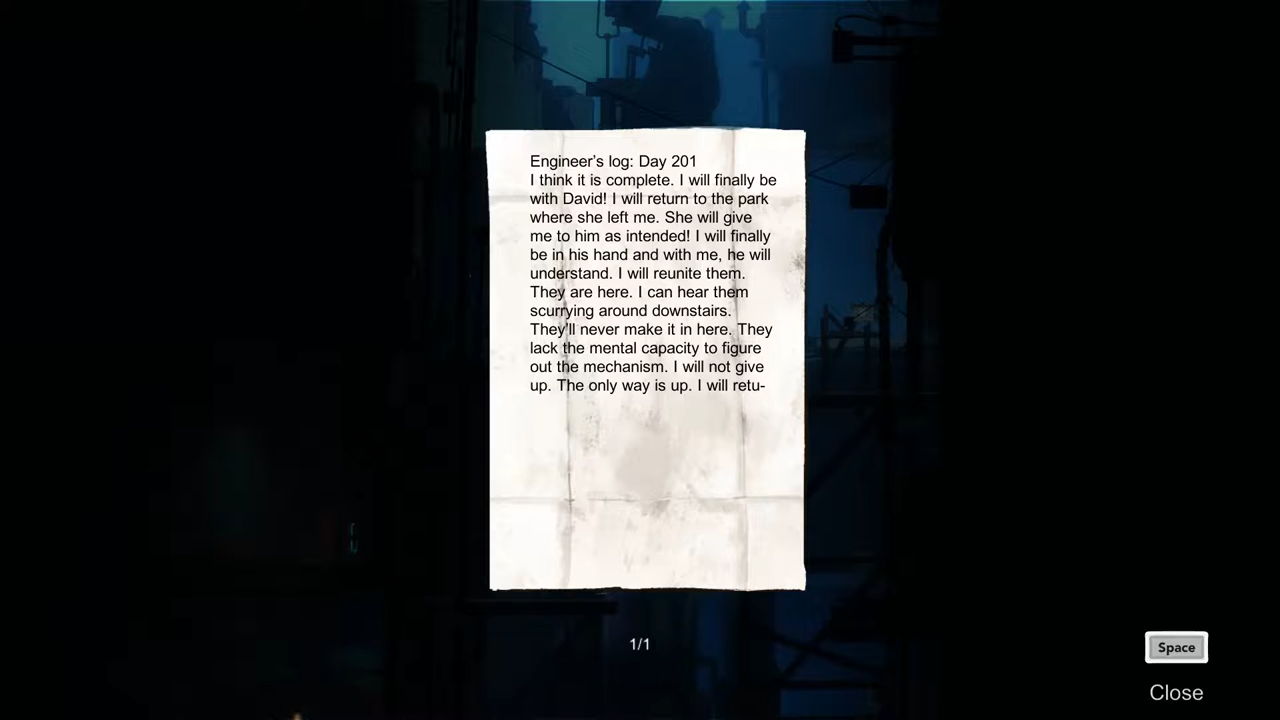 Engineer's log: Day 201
I think it is complete. I will finally be
with David! I will return to the park
where she left me. She will give
me to him as intended! I will finally
be in his hand and with me, he will
understand. I will reunite them.
They are here. I can hear them
scurrying around downstairs.
They'll never make it in here. They
lack the mental capacity to figure
out the mechanism. I will not give
up. The only way is up. I will retu-
1/1
Space
Close